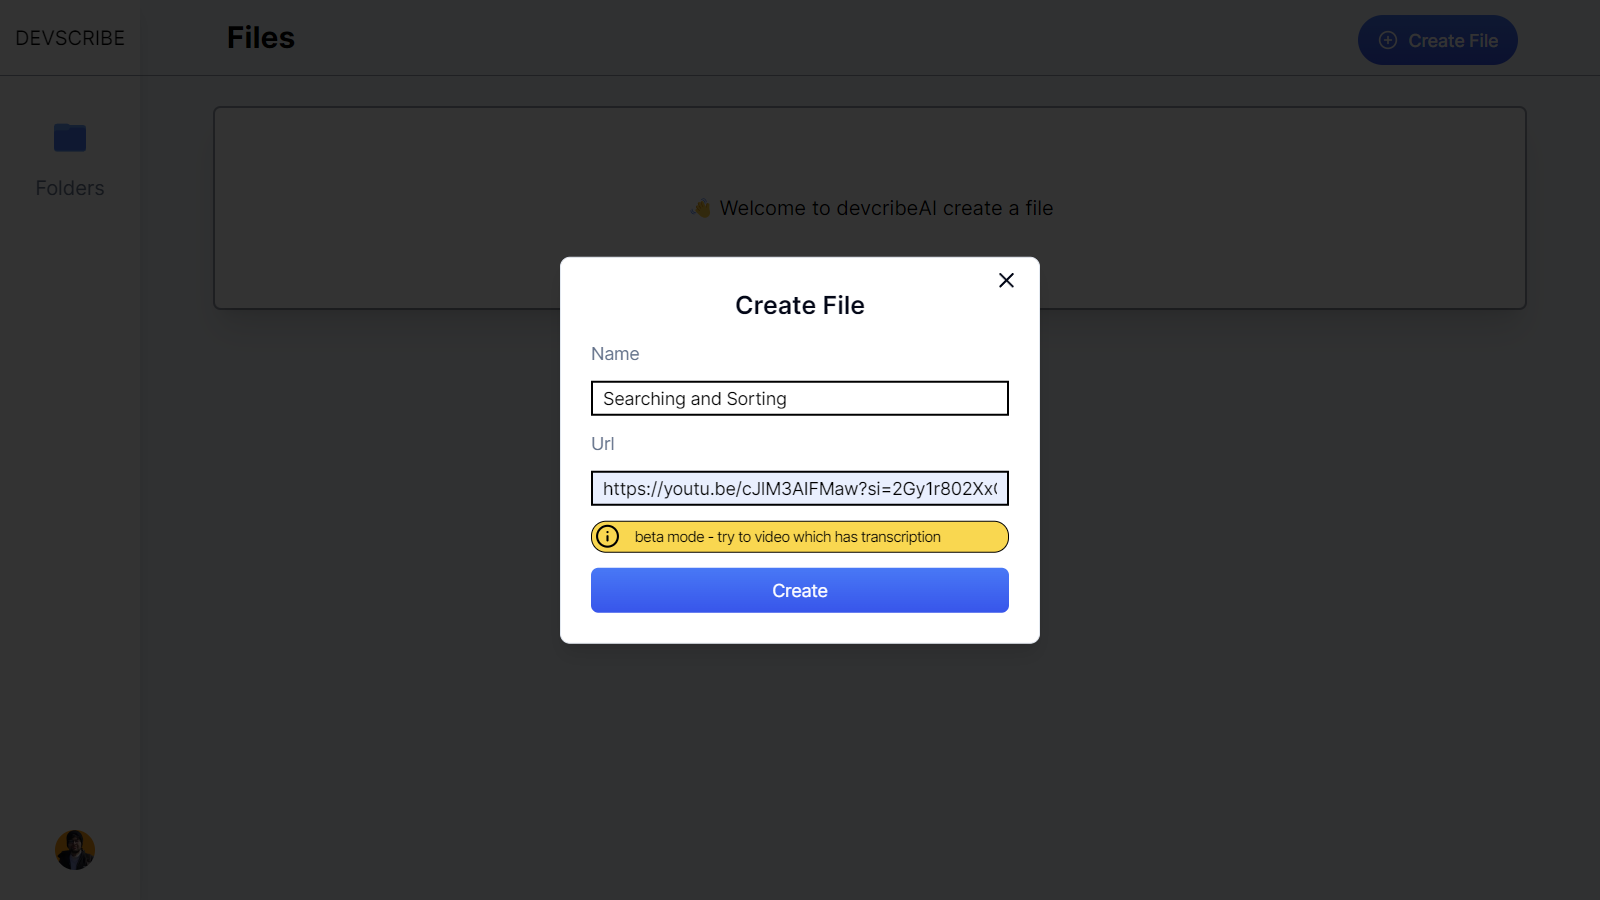 DEVSCRIBE
Files
Create File
Folders
👋 Welcome to devcribeAI create a file
Create File
Name
Searching and Sorting
Url
https://youtu.be/cJIM3AIFMaw?si=2Gy1r802Xx
beta mode - try to video which has transcription
Create